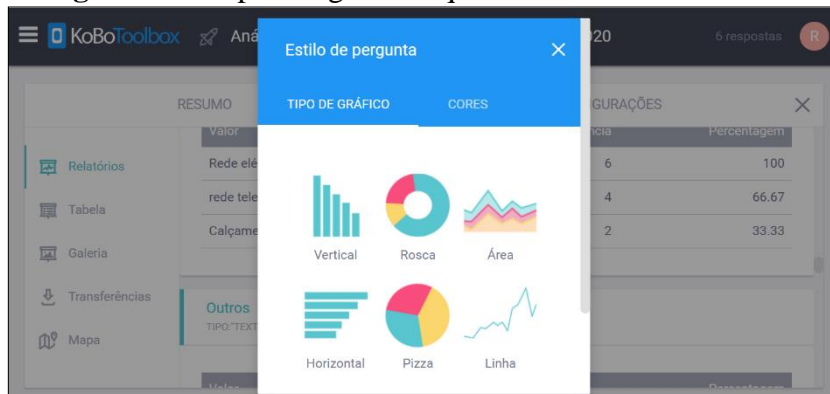 KoBoToolbox Aná 020 6 respostas R
Estilo de pergunta
RESUMO GURAÇÕES
TIPO DE GRÁFICO CORES
Valor ncia Percentagem
Relatórios
Rede elé 6 100
rede tele 4 66.67
Tabela
Calçame 2 33.33
Galeria
Vertical Rosca Área
Transferências
Outros
TIPO:"TEXT
Mapa
Horizontal Pizza Linha
Valor Percentagem